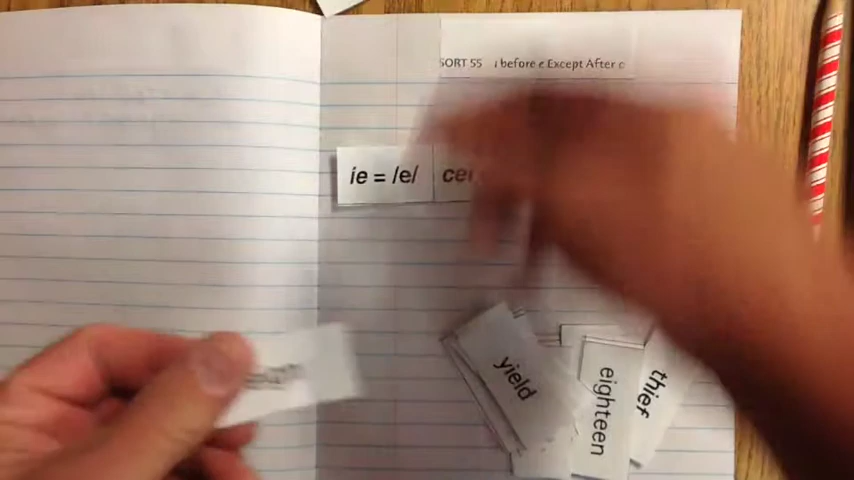 SORT 55 i before e Except After c
ie = /e/
yield
eighteen
thief